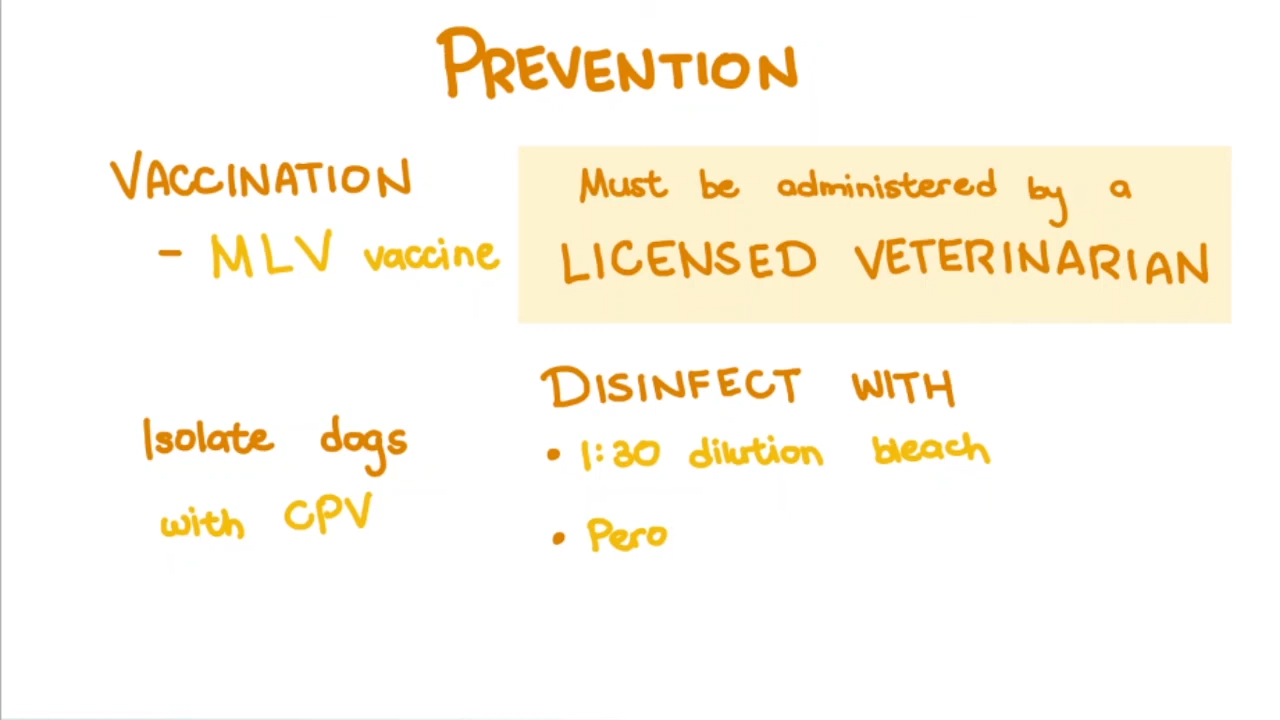 PREVENTION
VACCINATION
- MLV vaccine
Must be administered by a
LICENSED VETERINARIAN
Isolate dogs
with CPV
DISINFECT WITH
• 1:30 dilution bleach
• Pero